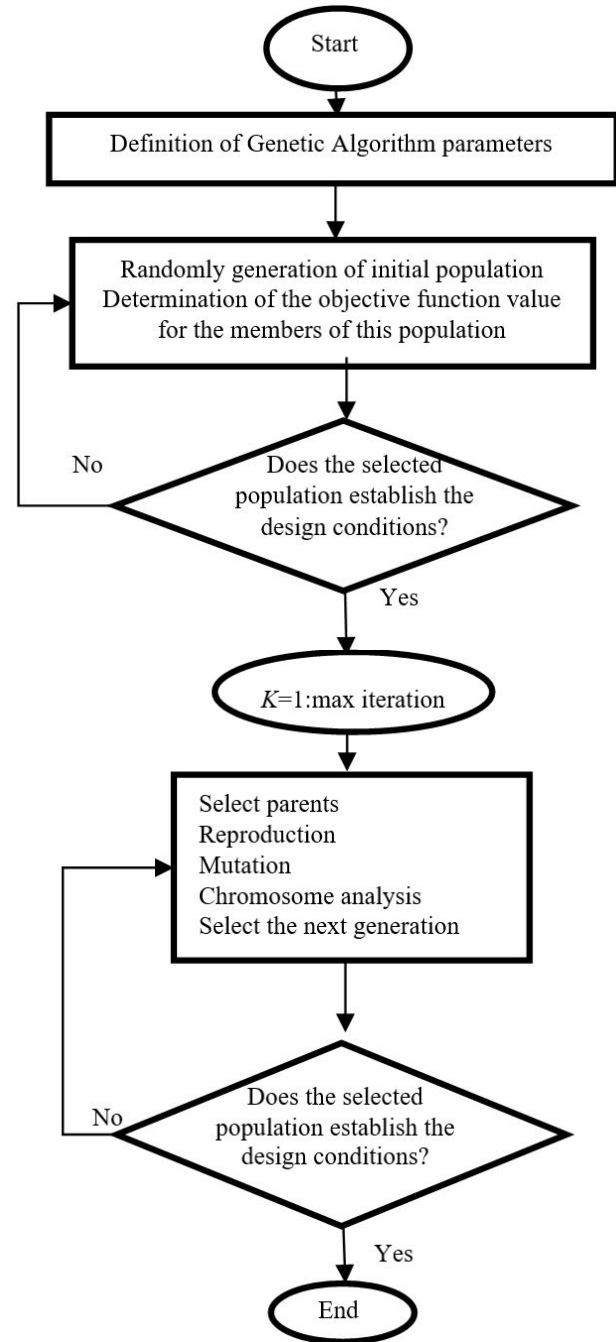 Start
Definition of Genetic Algorithm parameters
Randomly generation of initial population
Determination of the objective function value
for the members of this population
No
Does the selected
population establish the
design conditions?
Yes
K=1:max iteration
Select parents
Reproduction
Mutation
Chromosome analysis
Select the next generation
No
Does the selected
population establish the
design conditions?
Yes
End